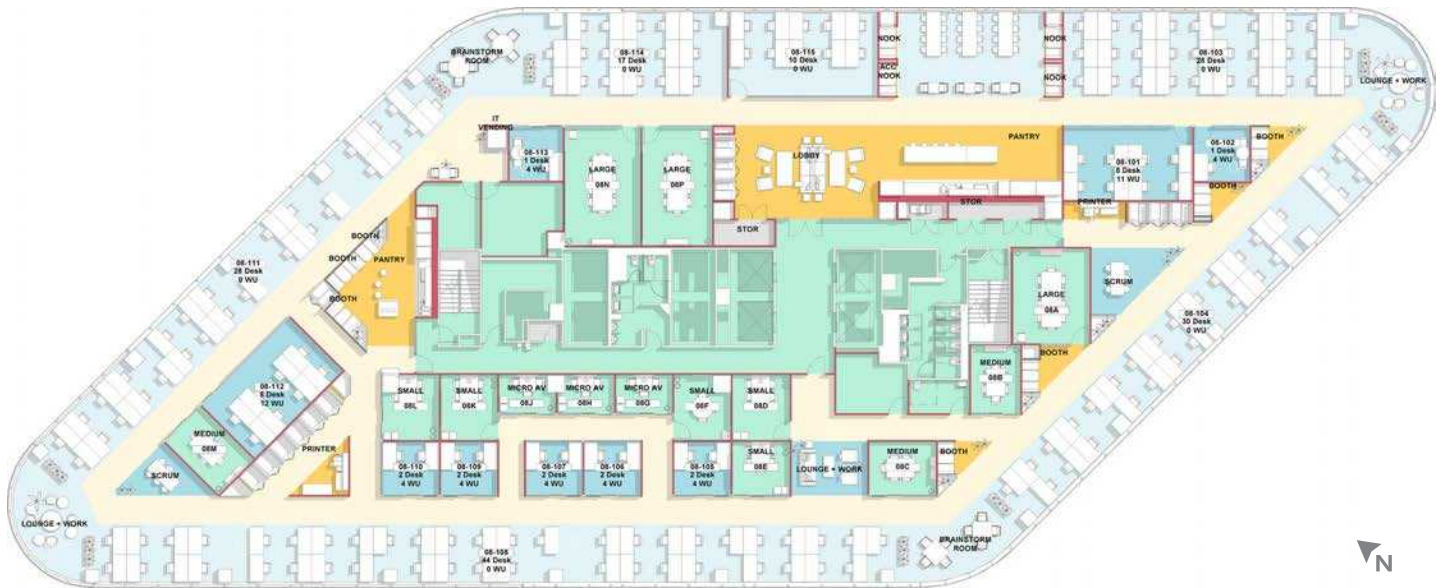 BRAINSTORM
ROOM
08-114
17 Desk
0 WU
08-115
10 Desk
0 WU
NOOK
ACC
NOOK
NOOK
NOOK
08-103
28 Desk
0 WU
LOUNGE + WORK
IT
VENDING
08-113
1 Desk
4 WU
LARGE
08N
LARGE
08P
LOBBY
PANTRY
08-101
8 Desk
11 WU
08-102
1 Desk
4 WU
BOOTH
BOOTH
STOR
STOR
PRINTER
BOOTH
BOOTH
BOOTH
PANTRY
08-111
28 Desk
0 WU
LARGE
08A
SCRUM
08-104
30 Desk
0 WU
MEDIUM
08B
BOOTH
08-112
8 Desk
12 WU
MEDIUM
08M
SCRUM
PRINTER
SMALL
08L
SMALL
08K
MICRO AV
08J
MICRO AV
08H
MICRO AV
08G
SMALL
08F
SMALL
08D
08-110
2 Desk
4 WU
08-109
2 Desk
4 WU
08-107
2 Desk
4 WU
08-106
2 Desk
4 WU
08-105
2 Desk
4 WU
SMALL
08E
LOUNGE + WORK
MEDIUM
08C
BOOTH
LOUNGE + WORK
08-108
44 Desk
0 WU
BRAINSTORM
ROOM
N